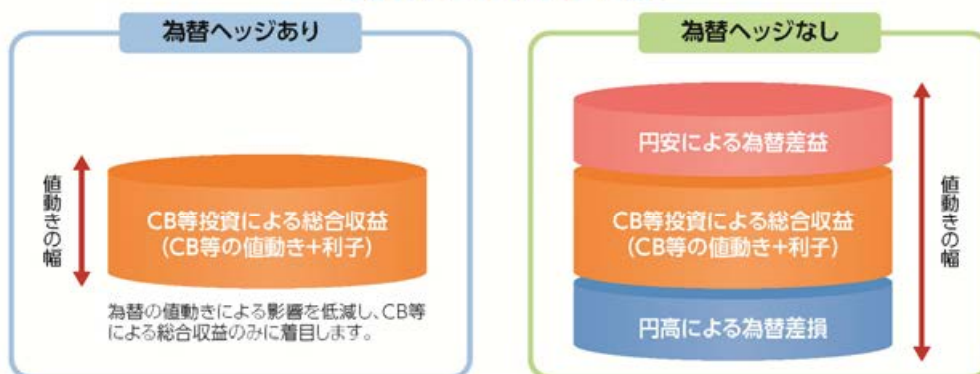 為替ヘッジあり
値動きの幅
CB等投資による総合収益
(CB等の値動き+利子)
為替の値動きによる影響を低減し、CB等
による総合収益のみに着目します。
為替ヘッジなし
円安による為替差益
CB等投資による総合収益
(CB等の値動き+利子)
円高による為替差損
値動きの幅